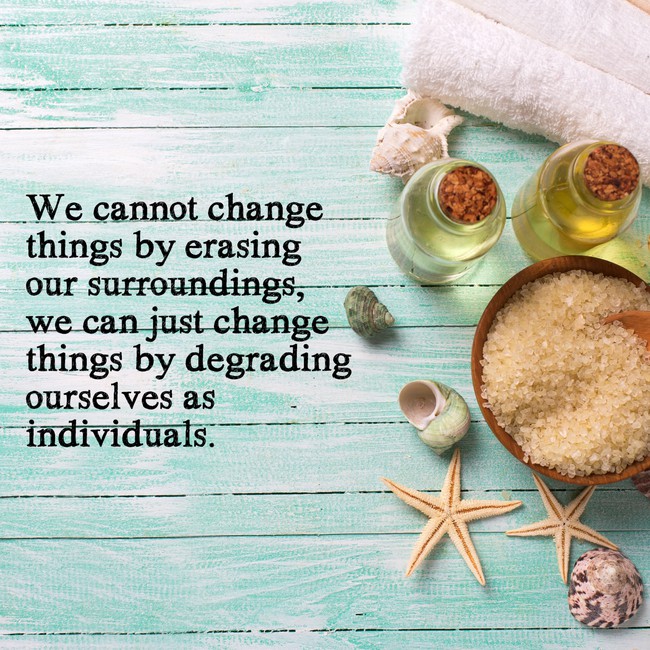 We cannot change
things by erasing
our surroundings,
we can just change
things by degrading
ourselves as
individuals.